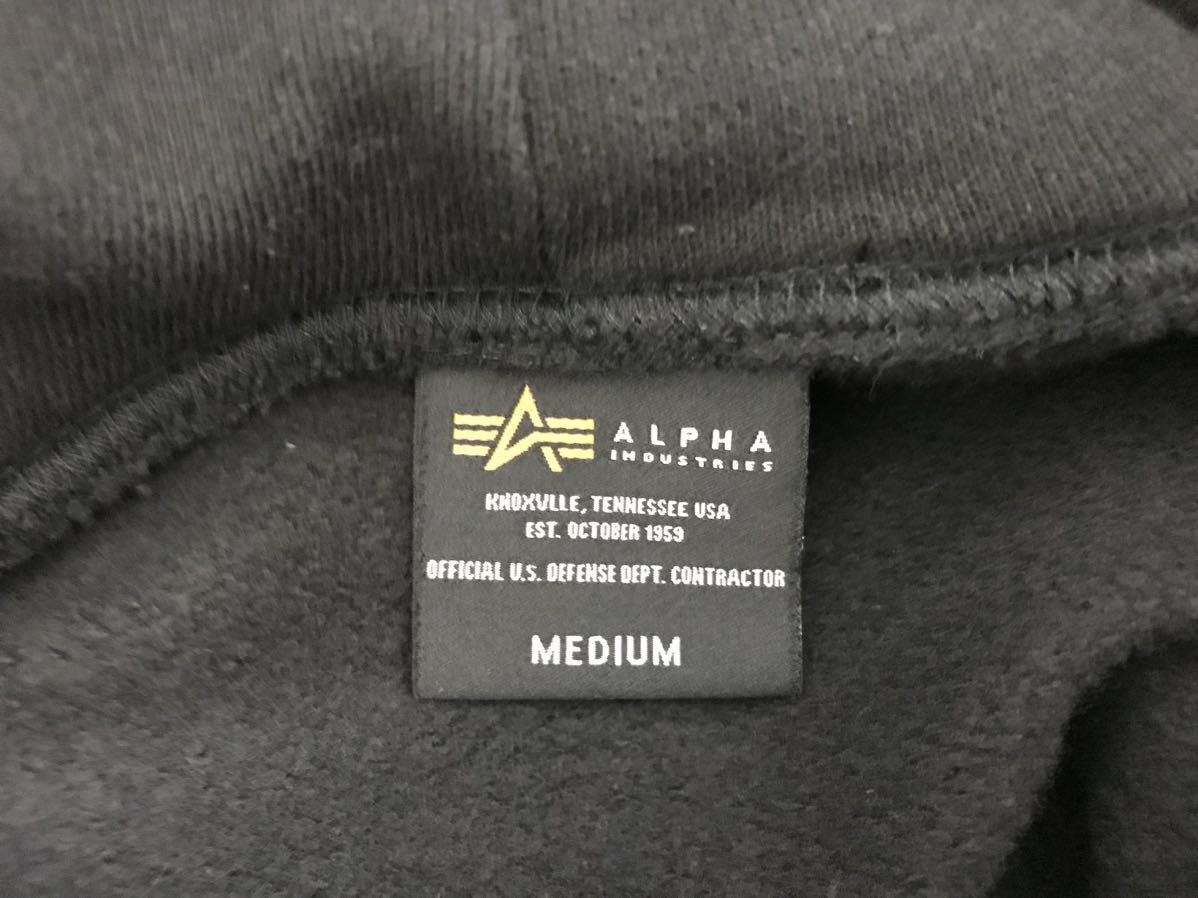 ALPHA
INDUSTRIES
KNOXVLLE, TENNESSEE USA
EST. OCTOBER 1959
OFFICIAL U.S. DEFENSE DEPT. CONTRACTOR
MEDIUM